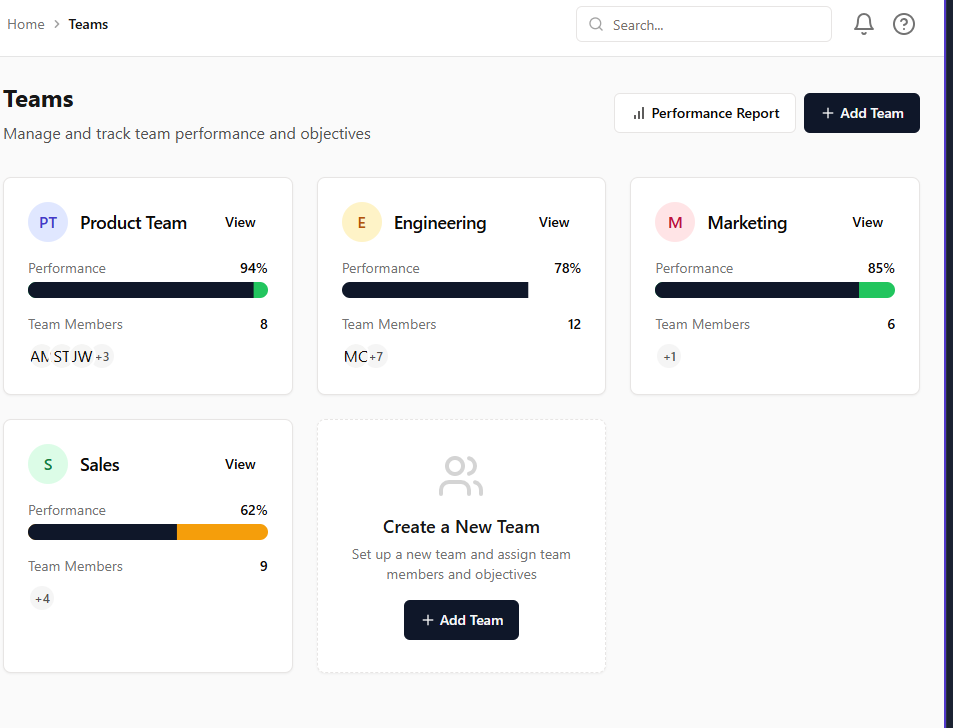 Home > Teams
Search...
Teams
Manage and track team performance and objectives
Performance Report
+ Add Team
PT Product Team View
Performance 94%
Team Members 8
AM ST JW +3
E Engineering View
Performance 78%
Team Members 12
MC +7
M Marketing View
Performance 85%
Team Members 6
+1
S Sales View
Performance 62%
Team Members 9
+4
Create a New Team
Set up a new team and assign team
members and objectives
+ Add Team